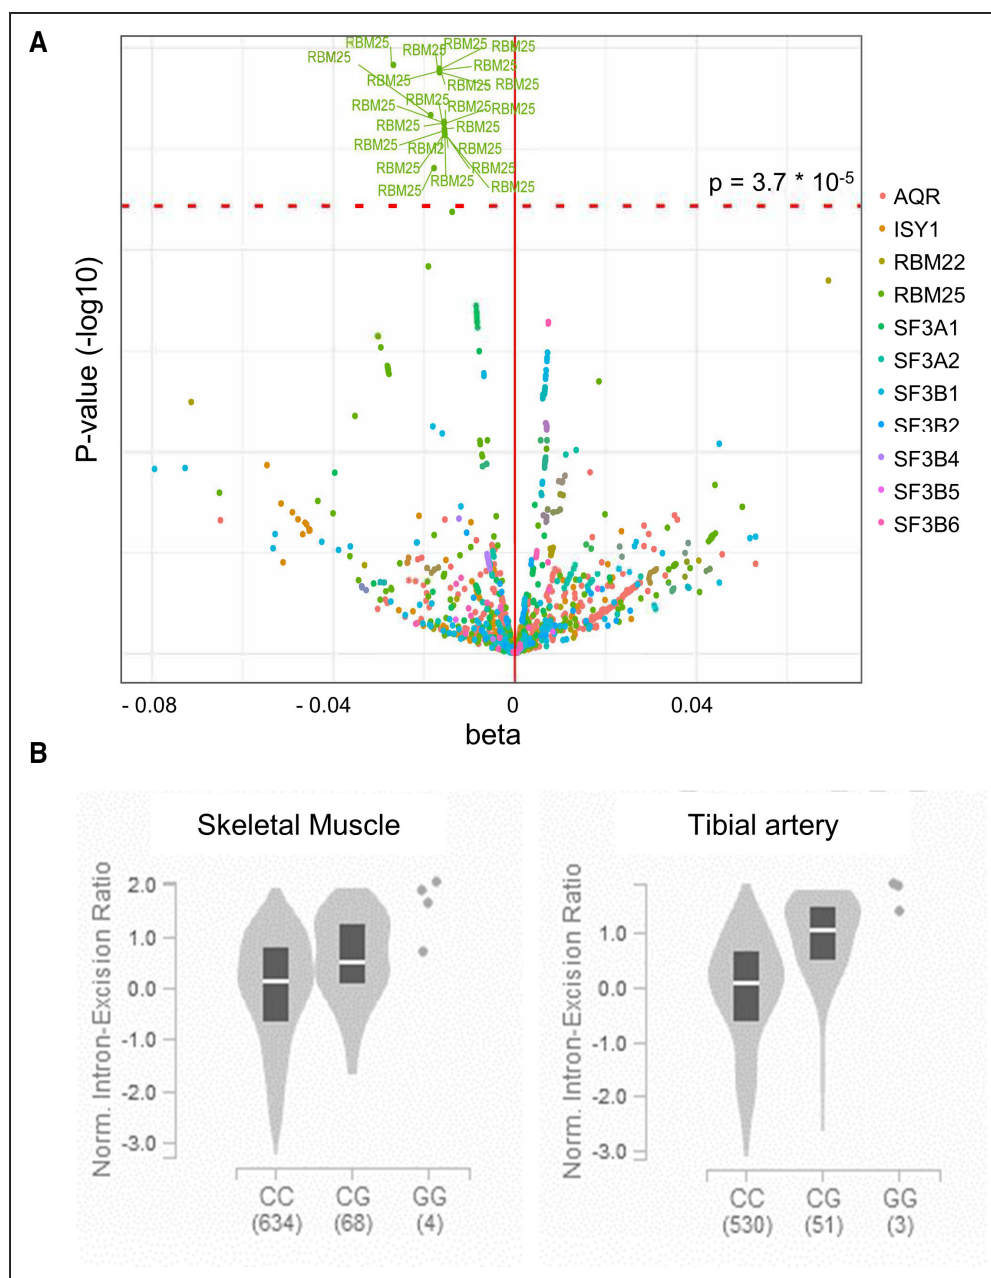 A
RBM25 RBM25 RBM25 RBM25
RBM25 RBM25
RBM25 RBM25 RBM25
RBM25 RBM25 RBM25 RBM25
RBM25 RBM25
RBM25 RBM2 RBM25
RBM25 RBM25
RBM25 RBM25 RBM25
p = 3.7 * 10-5
P-value (-log10)
AQR
ISY1
RBM22
RBM25
SF3A1
SF3A2
SF3B1
SF3B2
SF3B4
SF3B5
SF3B6
- 0.08 - 0.04 0 0.04
beta
B
Skeletal Muscle
Norm. Intron-Excision Ratio
2.0
1.0
0.0
-1.0
-2.0
-3.0
CC CG GG
(634) (68) (4)
Tibial artery
Norm. Intron-Excision Ratio
1.0
0.0
-1.0
-2.0
-3.0
CC CG GG
(530) (51) (3)